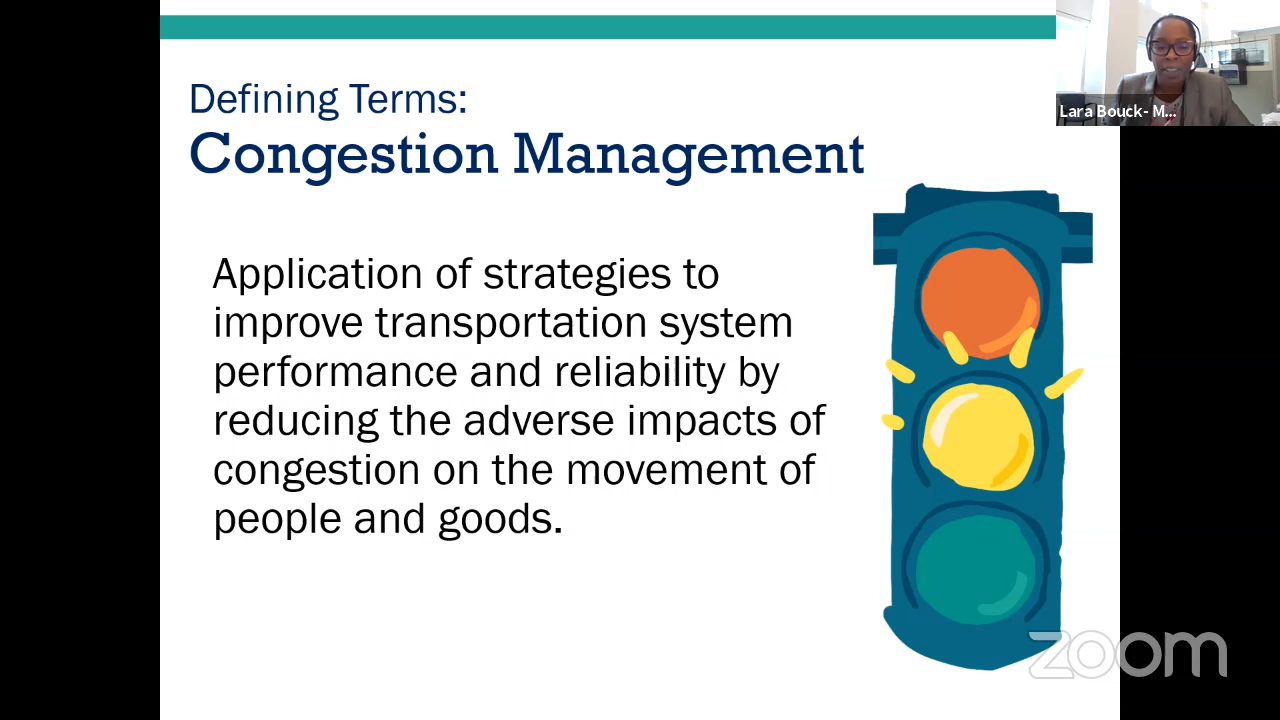 Defining Terms:
Congestion Management
Application of strategies to
improve transportation system
performance and reliability by
reducing the adverse impacts of
congestion on the movement of
people and goods.
Lara Bouck- M...
zoom